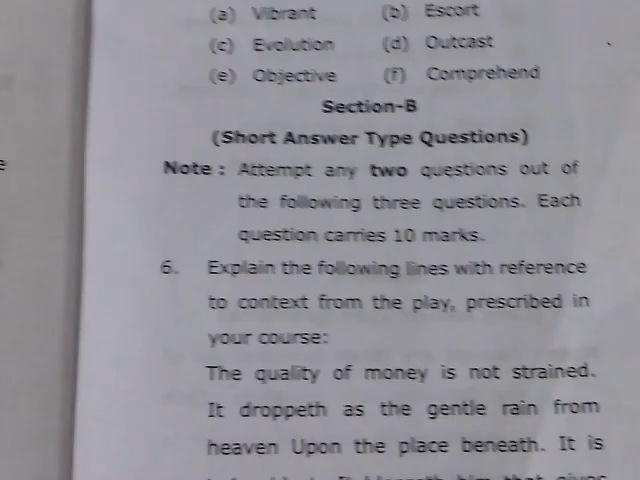 (a) Vibrant (b) Escort
(c) Evolution (d) Outcast
(e) Objective (f) Comprehend
Section-B
(Short Answer Type Questions)
Note : Attempt any two questions out of
the following three questions. Each
question carries 10 marks.
6. Explain the following lines with reference
to context from the play, prescribed in
your course:
The quality of money is not strained.
It droppeth as the gentle rain from
heaven Upon the place beneath. It is
him that gives